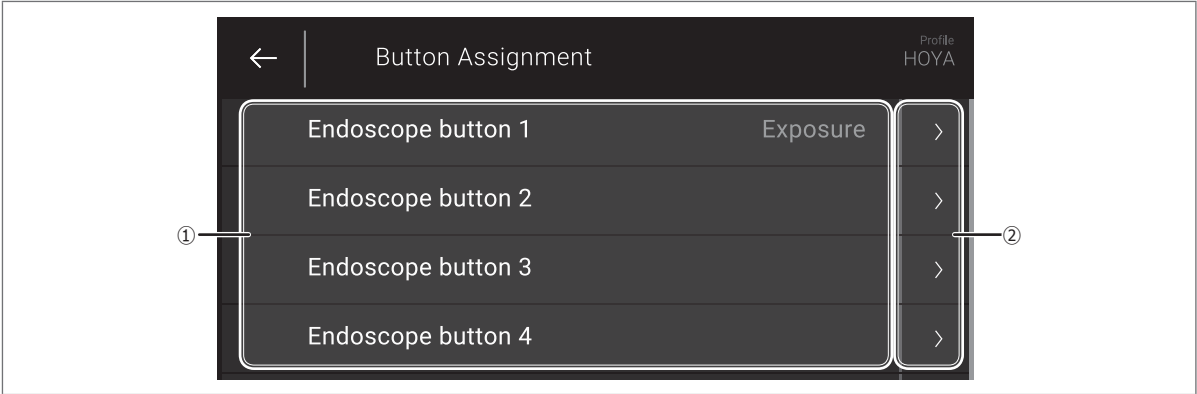 Profile
Button Assignment HOYA
Endoscope button 1 Exposure
Endoscope button 2
① ②
Endoscope button 3
Endoscope button 4